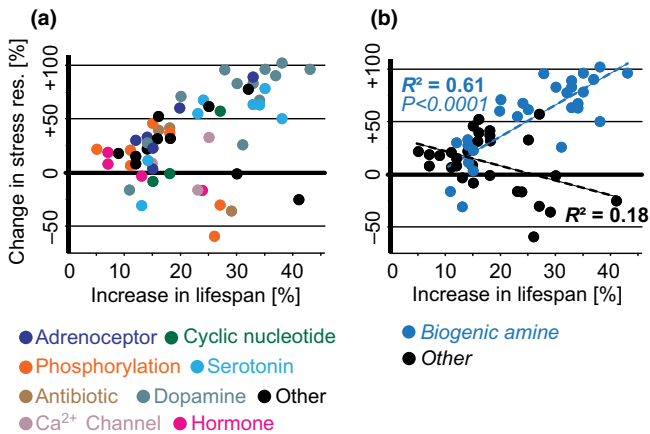 (a)
Change in stress res. [%]
+100
+50
0
−50
0 10 20 30 40
Increase in lifespan [%]
Adrenoceptor Cyclic nucleotide
Phosphorylation Serotonin
Antibiotic Dopamine Other
Ca²⁺ Channel Hormone
(b)
+100
+50
0
−50
R² = 0.61
P<0.0001
R² = 0.18
0 10 20 30 40
Increase in lifespan [%]
Biogenic amine
Other